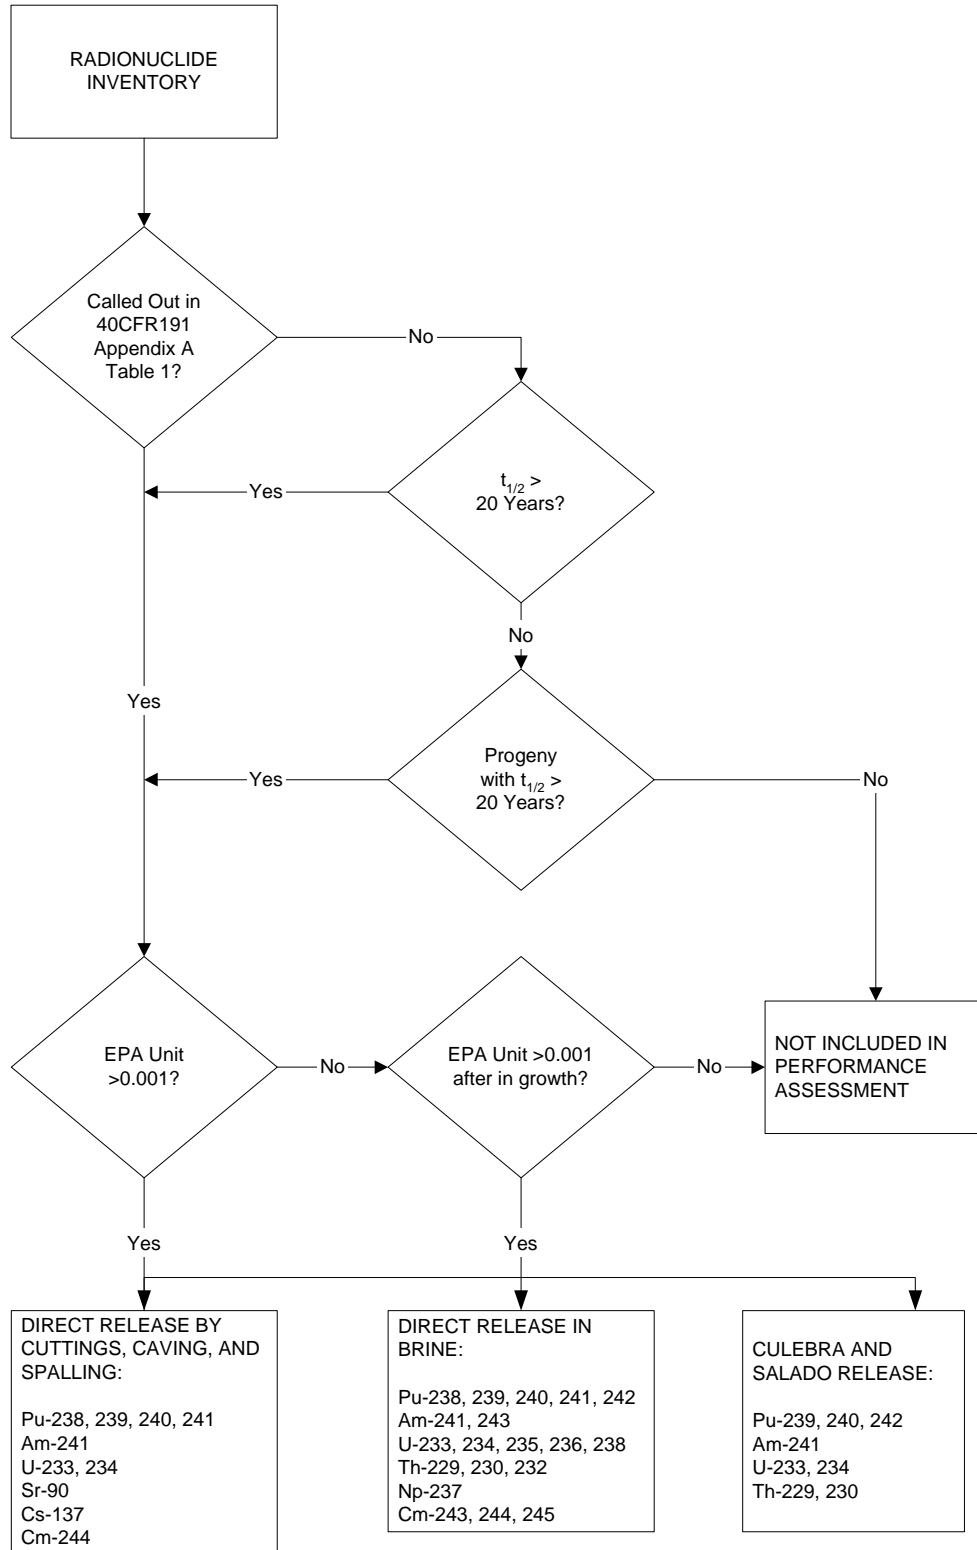 RADIONUCLIDE
INVENTORY
Called Out in
40CFR191
Appendix A
Table 1?
No
t1/2 >
20 Years?
Yes
No
Yes
Progeny
with t1/2 >
20 Years?
Yes
No
EPA Unit
>0.001?
No
EPA Unit >0.001
after in growth?
No
NOT INCLUDED IN
PERFORMANCE
ASSESSMENT
Yes
Yes
DIRECT RELEASE BY
CUTTINGS, CAVING, AND
SPALLING:
Pu-238, 239, 240, 241
Am-241
U-233, 234
Sr-90
Cs-137
Cm-244
DIRECT RELEASE IN
BRINE:
Pu-238, 239, 240, 241, 242
Am-241, 243
U-233, 234, 235, 236, 238
Th-229, 230, 232
Np-237
Cm-243, 244, 245
CULEBRA AND
SALADO RELEASE:
Pu-239, 240, 242
Am-241
U-233, 234
Th-229, 230